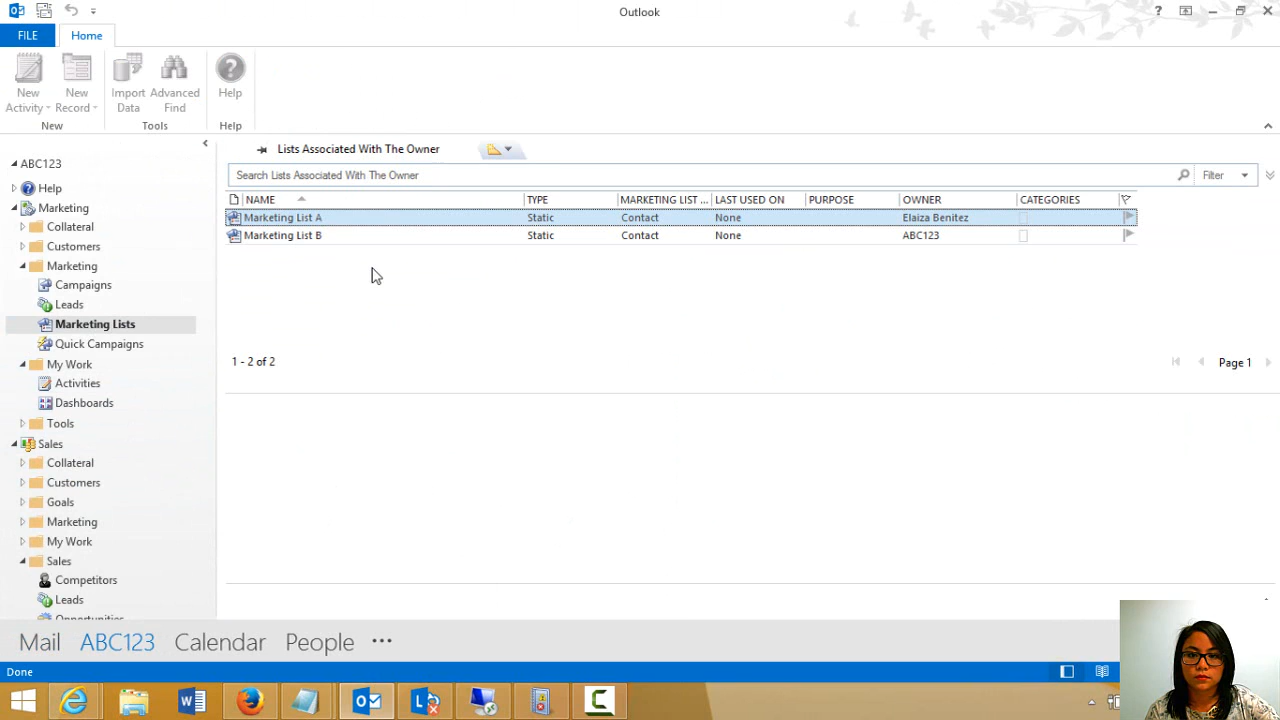 Outlook
FILE
Home
New Activity
New Record
Import Data
Advanced Find
Help
New
Tools
Help
ABC123
Help
Marketing
Collateral
Customers
Marketing
Campaigns
Leads
Marketing Lists
Quick Campaigns
My Work
Activities
Dashboards
Tools
Sales
Collateral
Customers
Goals
Marketing
My Work
Sales
Competitors
Leads
Opportunities
Lists Associated With The Owner
Search Lists Associated With The Owner
Filter
NAME TYPE MARKETING LIST ... LAST USED ON PURPOSE OWNER CATEGORIES
Marketing List A Static Contact None Elaiza Benitez
Marketing List B Static Contact None ABC123
1 - 2 of 2
Page 1
Mail ABC123 Calendar People •••
Done